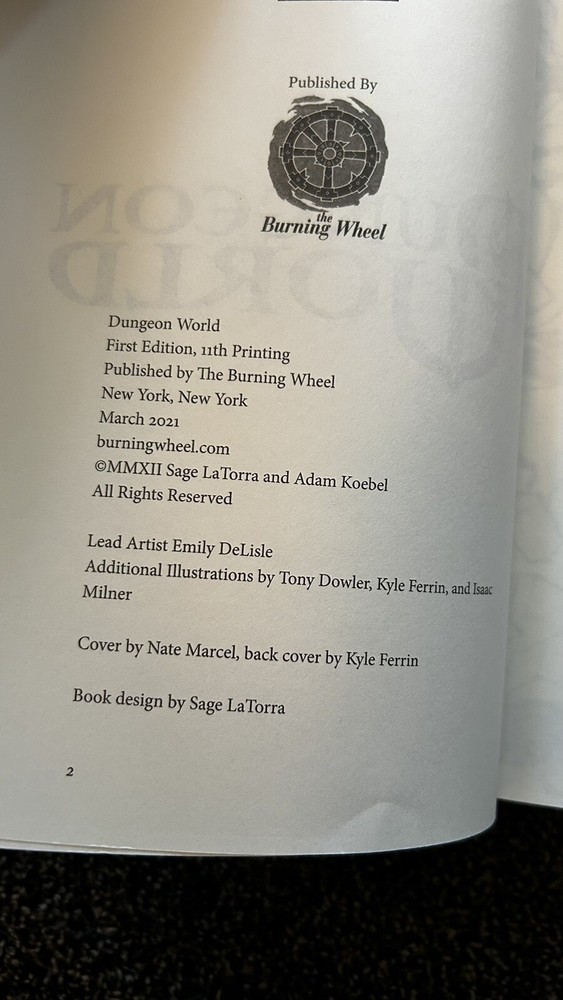 Published By
the
Burning Wheel
Dungeon World
First Edition, 11th Printing
Published by The Burning Wheel
New York, New York
March 2021
burningwheel.com
©MMXII Sage LaTorra and Adam Koebel
All Rights Reserved
Lead Artist Emily DeLisle
Additional Illustrations by Tony Dowler, Kyle Ferrin, and Isaac
Milner
Cover by Nate Marcel, back cover by Kyle Ferrin
Book design by Sage LaTorra
2